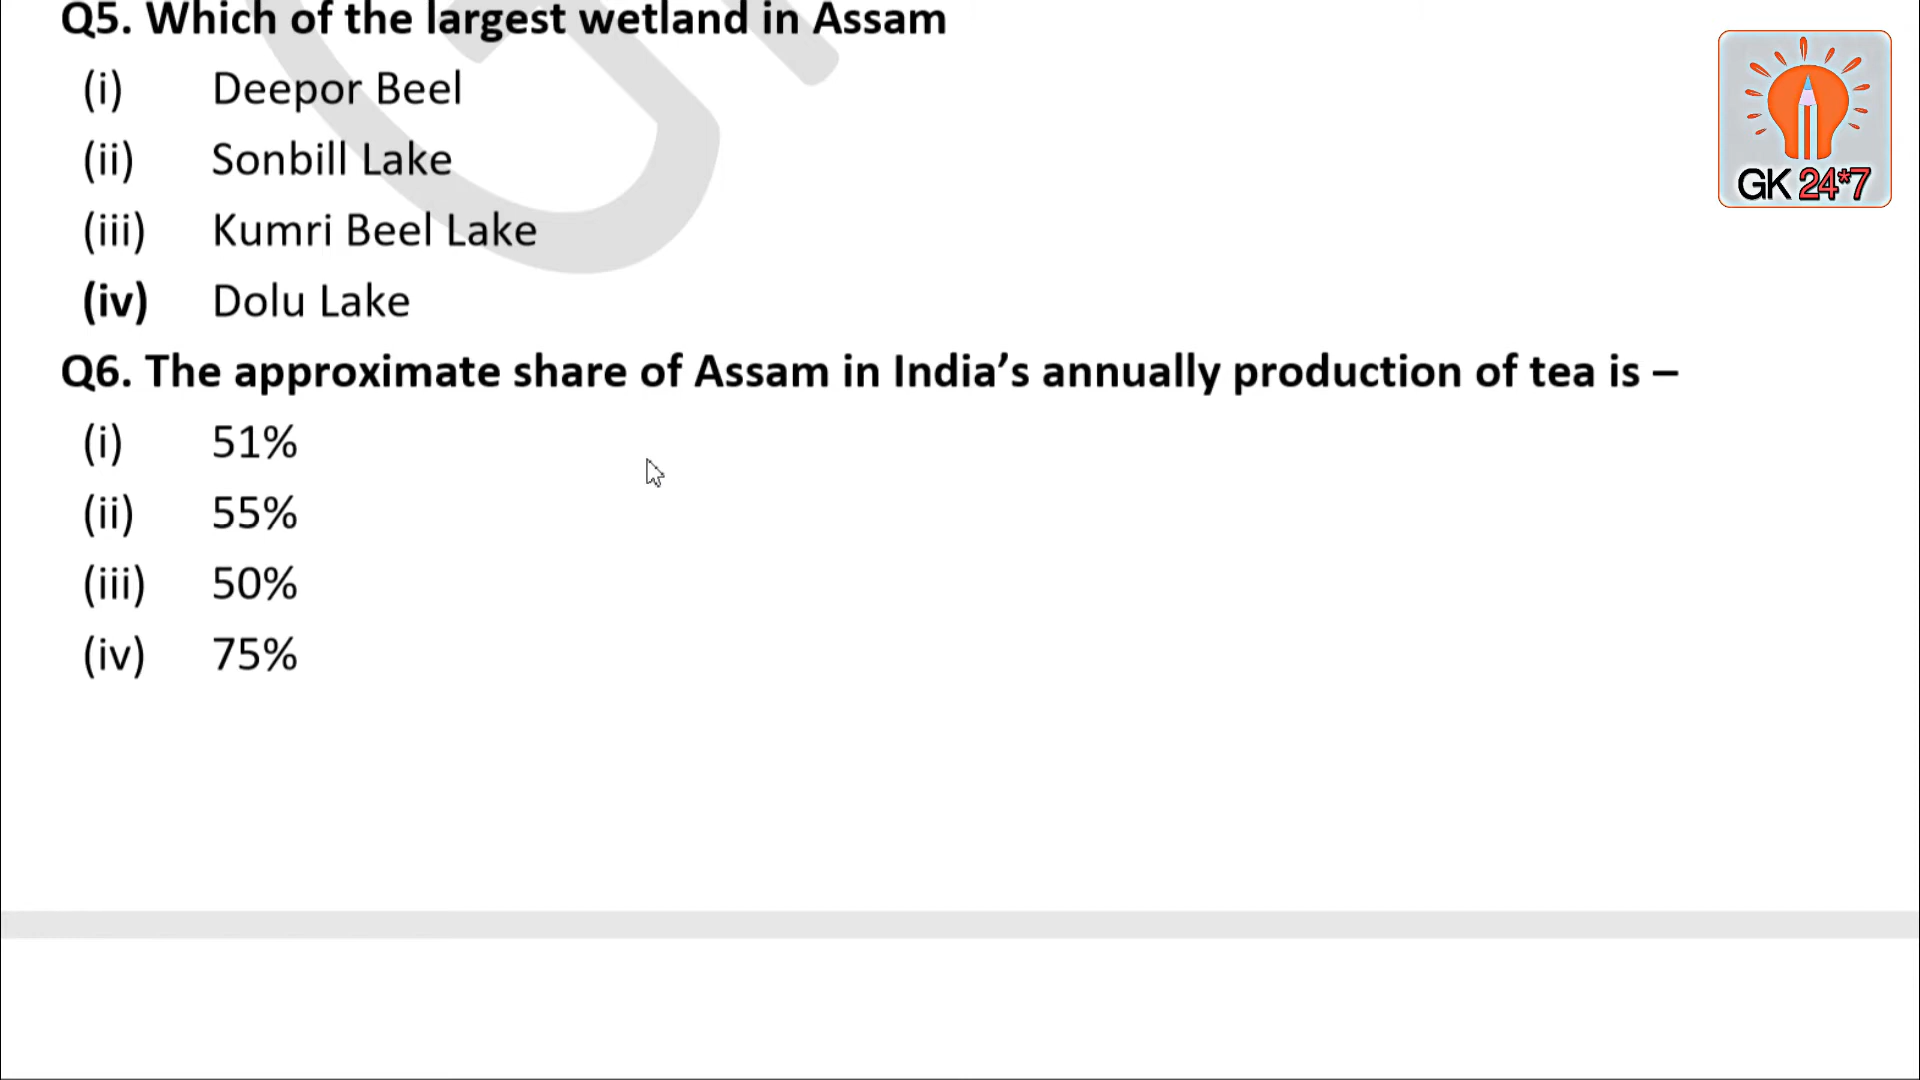 Q5. Which of the largest wetland in Assam
(i) Deepor Beel
(ii) Sonbill Lake
(iii) Kumri Beel Lake
(iv) Dolu Lake
Q6. The approximate share of Assam in India’s annually production of tea is –
(i) 51%
(ii) 55%
(iii) 50%
(iv) 75%
GK 24*7